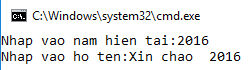 C:\Windows\system32\cmd.exe
Nhap vao nam hien tai:2016
Nhap vao ho ten:Xin chao  2016